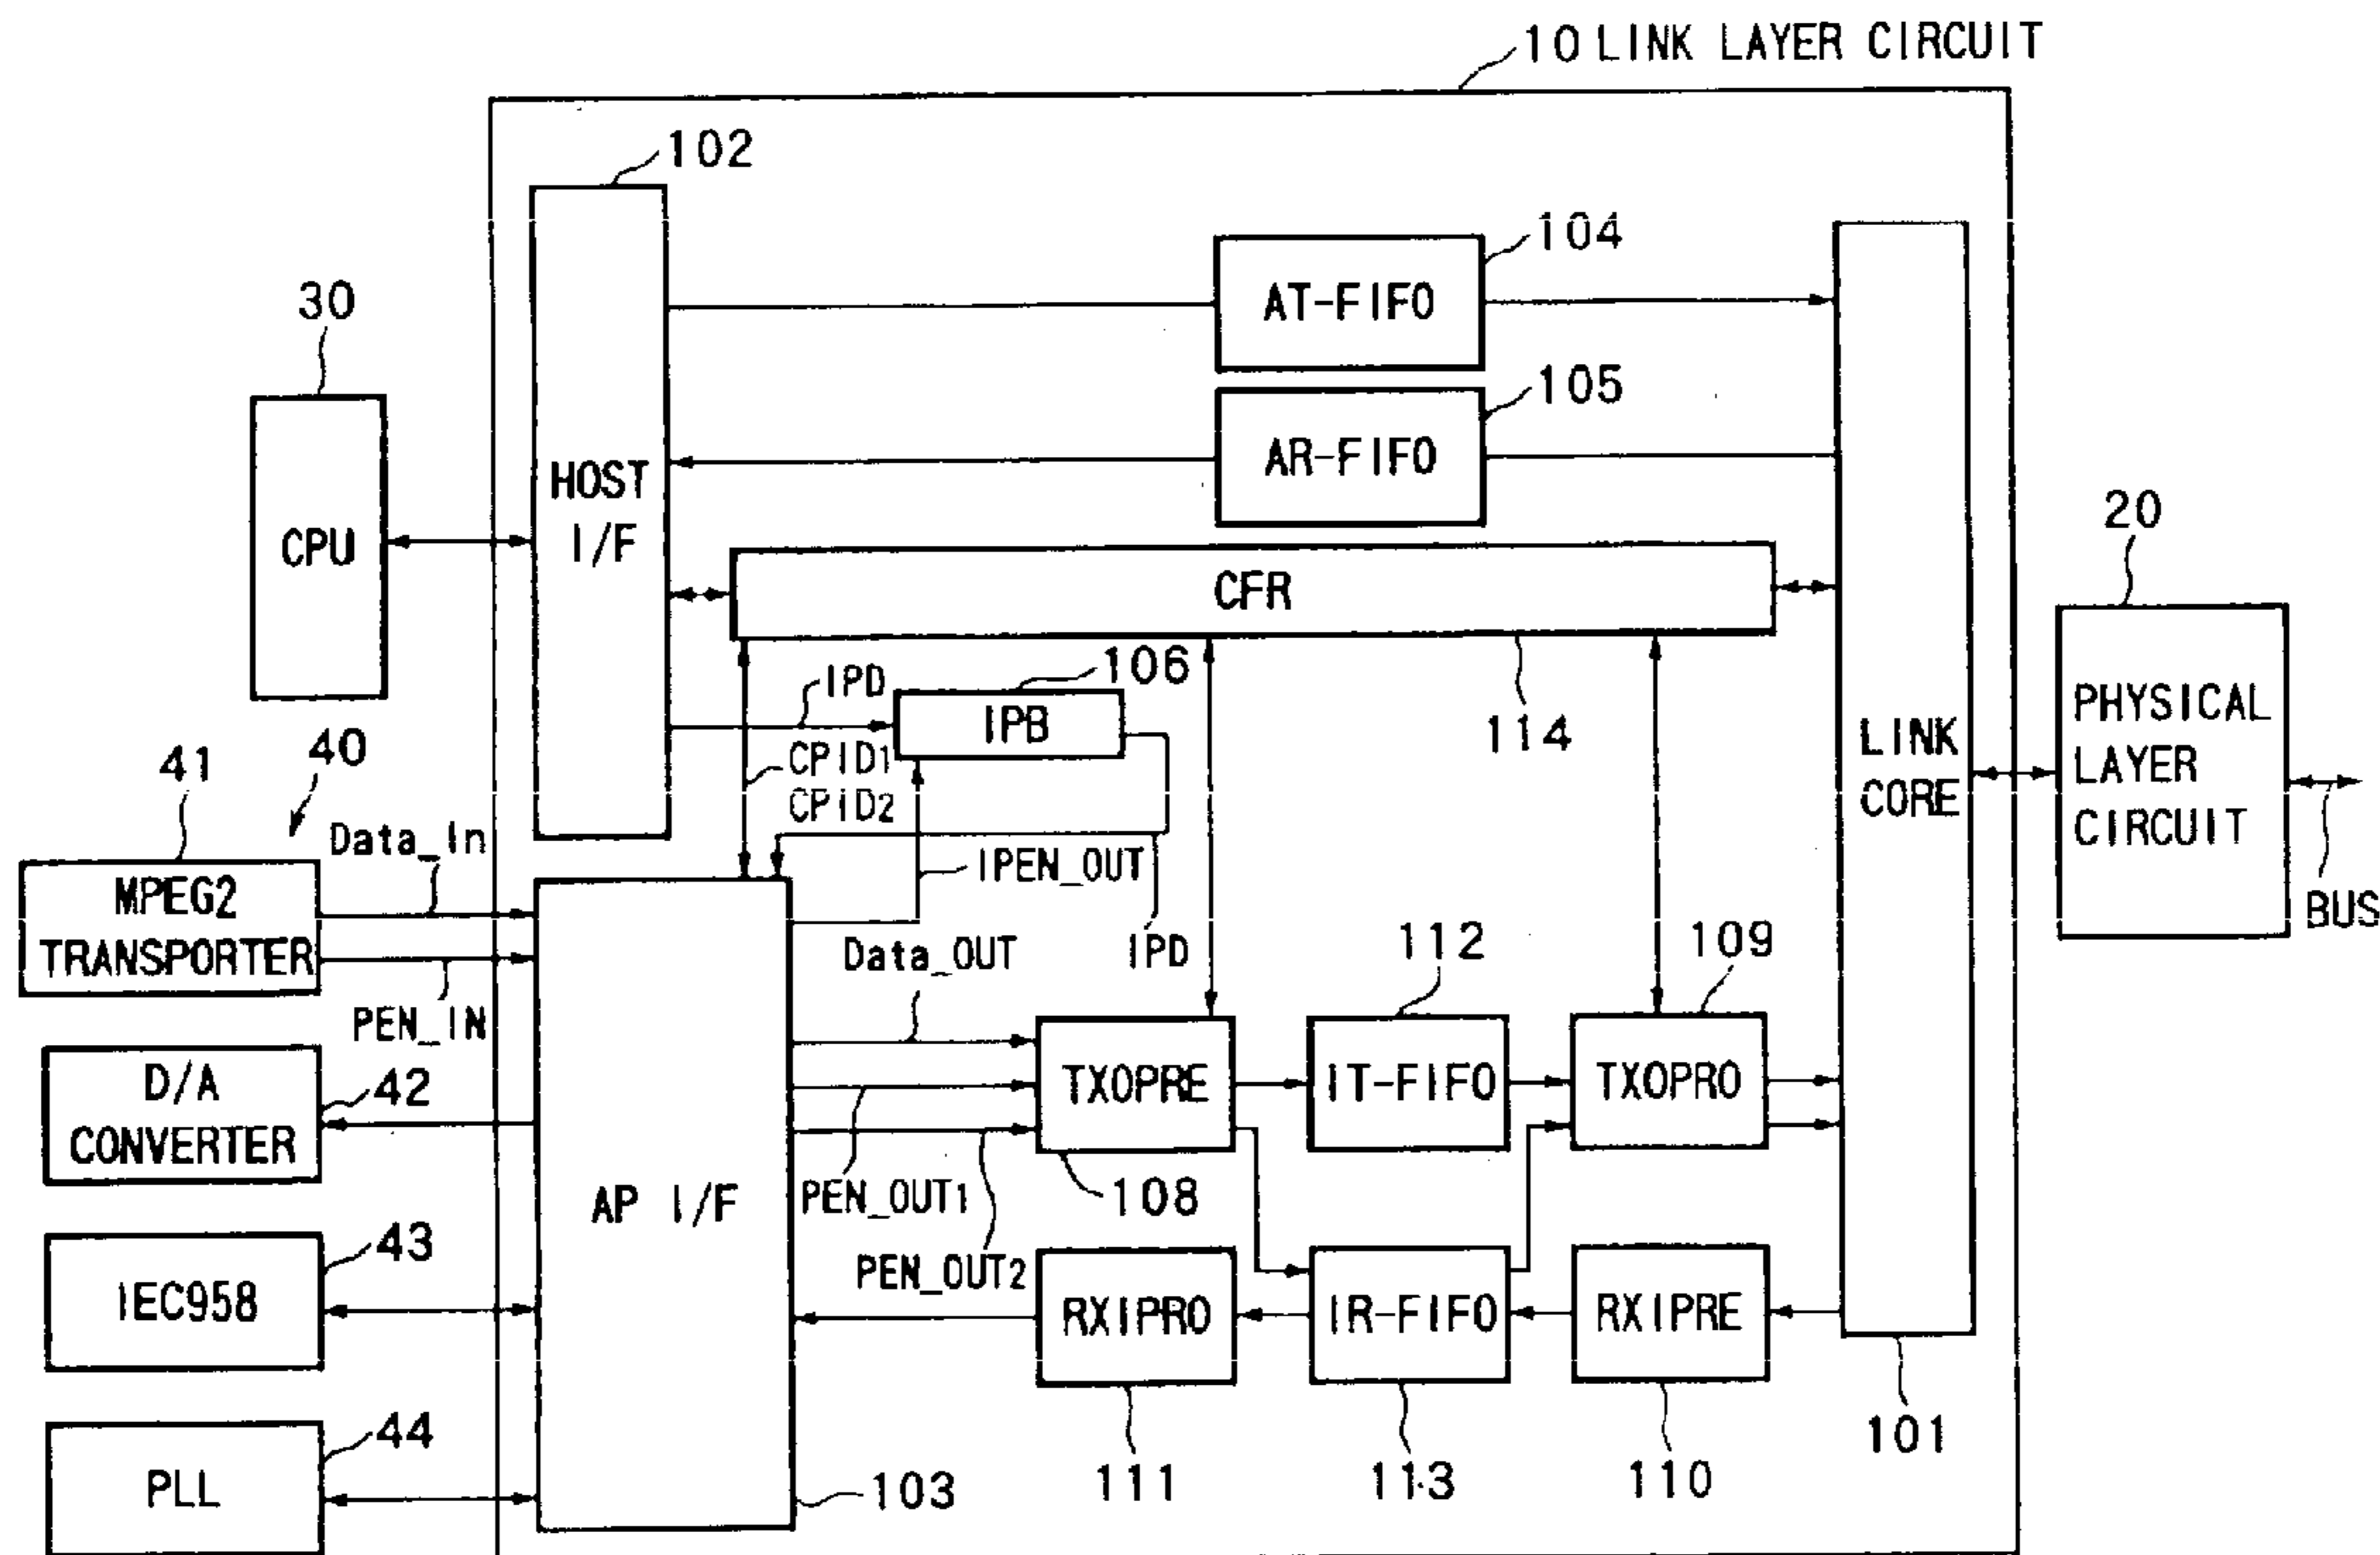 10 LINK LAYER CIRCUIT
102
104
AT-FIFO
30
105
AR-FIFO
HOST
I/F
CPU
20
CFR
106
IPD
IPB
114
PHYSICAL
LAYER
CIRCUIT
LINK
CORE
CPID1
CPID2
40
41
Data_In
MPEG2
TRANSPORTER
PEN_IN
IPEN_OUT
BUS
Data_OUT
IPD
112
109
D/A
CONVERTER
42
TXOPRE
IT-FIFO
TXOPRO
AP I/F
PEN_OUT1
108
43
IEC958
PEN_OUT2
RXIPRO
IR-FIFO
RXIPRE
44
PLL
103
111
113
110
101